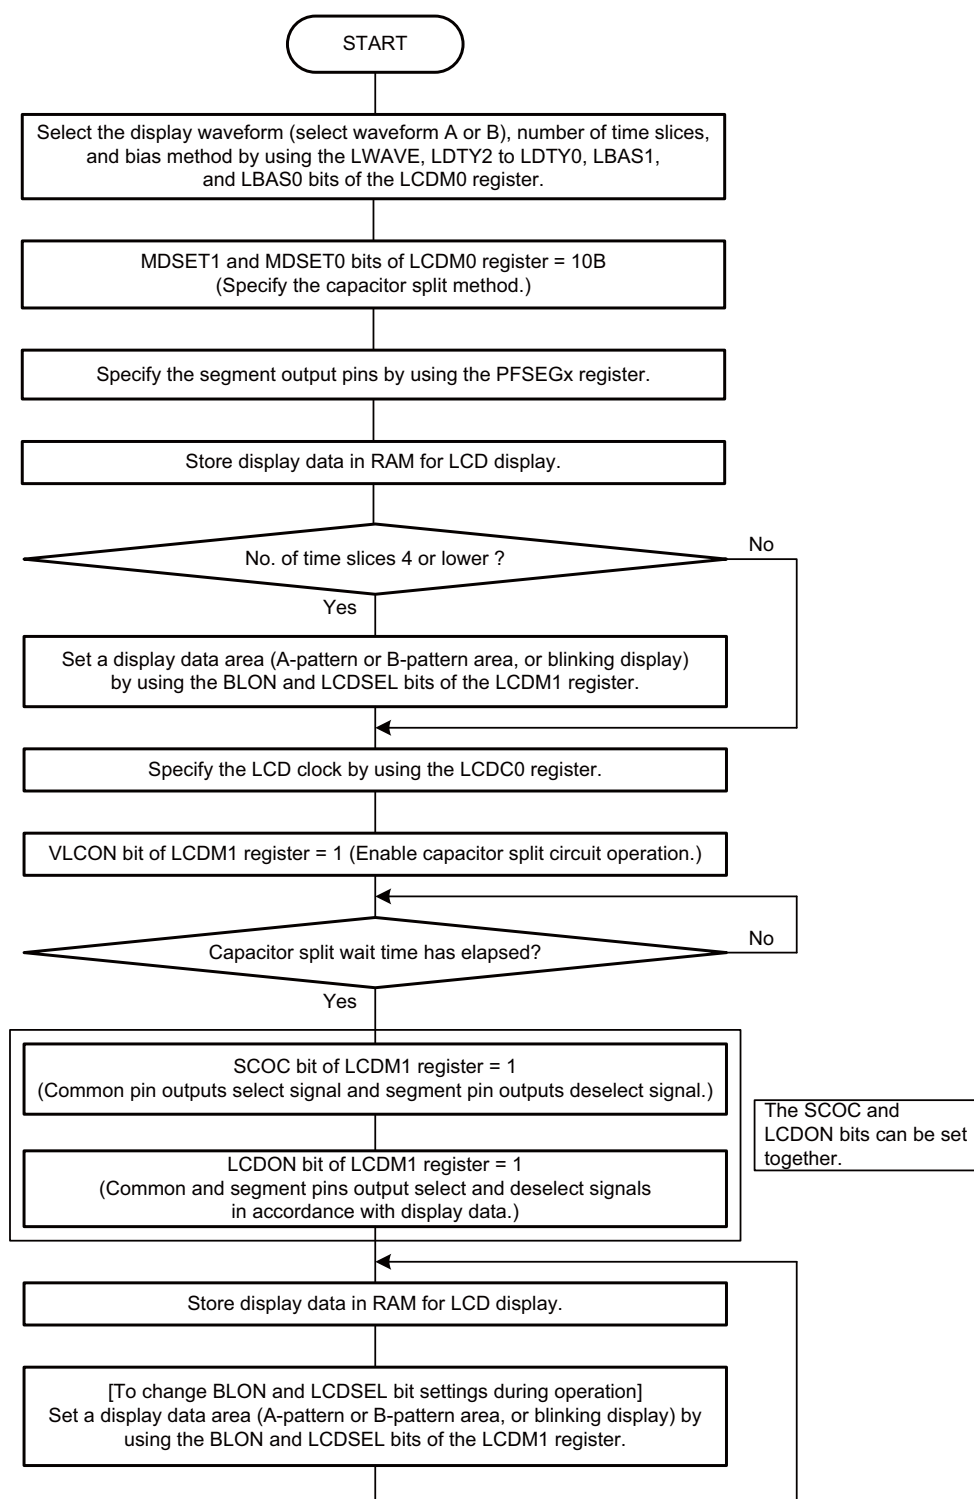 START
Select the display waveform (select waveform A or B), number of time slices,
and bias method by using the LWAVE, LDTY2 to LDTY0, LBAS1,
and LBAS0 bits of the LCDM0 register.
MDSET1 and MDSET0 bits of LCDM0 register = 10B
(Specify the capacitor split method.)
Specify the segment output pins by using the PFSEGx register.
Store display data in RAM for LCD display.
No. of time slices 4 or lower ?
No
Yes
Set a display data area (A-pattern or B-pattern area, or blinking display)
by using the BLON and LCDSEL bits of the LCDM1 register.
Specify the LCD clock by using the LCDC0 register.
VLCON bit of LCDM1 register = 1 (Enable capacitor split circuit operation.)
Capacitor split wait time has elapsed?
No
Yes
SCOC bit of LCDM1 register = 1
(Common pin outputs select signal and segment pin outputs deselect signal.)
The SCOC and
LCDON bits can be set
together.
LCDON bit of LCDM1 register = 1
(Common and segment pins output select and deselect signals
in accordance with display data.)
Store display data in RAM for LCD display.
[To change BLON and LCDSEL bit settings during operation]
Set a display data area (A-pattern or B-pattern area, or blinking display) by
using the BLON and LCDSEL bits of the LCDM1 register.